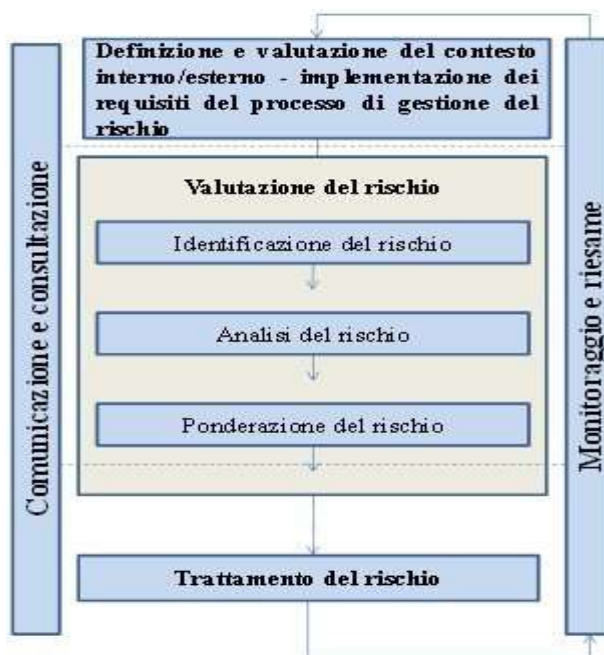 Definizione e valutazione del contesto
interno/esterno - implementazione dei
requisiti del processo di gestione del
rischio
Comunicazione e consultazione
Valutazione del rischio
Identificazione del rischio
Analisi del rischio
Ponderazione del rischio
Monitoraggio e riesame
Trattamento del rischio